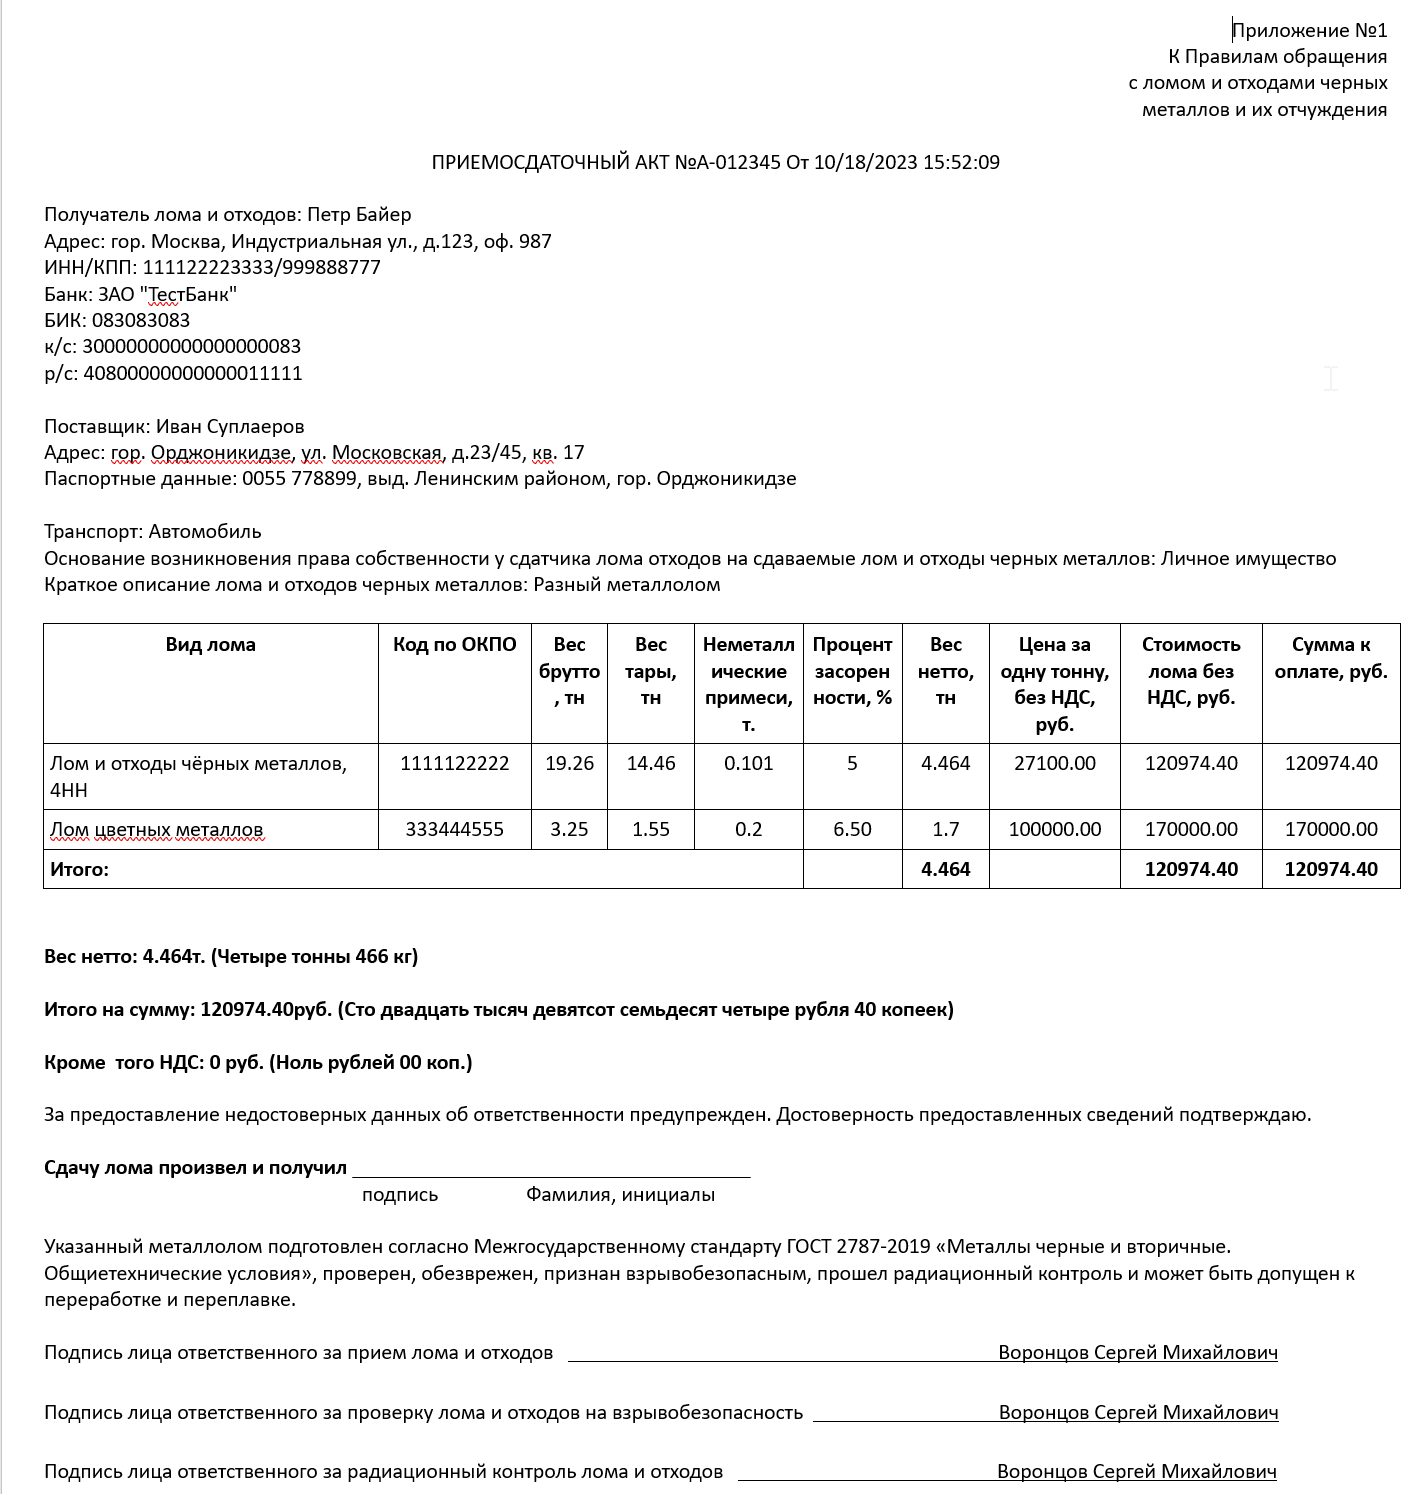 Приложение №1
К Правилам обращения
с ломом и отходами черных
металлов и их отчуждения
ПРИЕМОСДАТОЧНЫЙ АКТ №А-012345 От 10/18/2023 15:52:09
Получатель лома и отходов: Петр Байер
Адрес: гор. Москва, Индустриальная ул., д.123, оф. 987
ИНН/КПП: 111122223333/999888777
Банк: ЗАО "ТестБанк"
БИК: 083083083
к/с: 30000000000000000083
р/с: 40800000000000011111
Поставщик: Иван Суплаеров
Адрес: гор. Орджоникидзе, ул. Московская, д.23/45, кв. 17
Паспортные данные: 0055 778899, выд. Ленинским районом, гор. Орджоникидзе
Транспорт: Автомобиль
Основание возникновения права собственности у сдатчика лома отходов на сдаваемые лом и отходы черных металлов: Личное имущество
Краткое описание лома и отходов черных металлов: Разный металлолом
Вид лома Код по ОКПО Вес Вес Неметалл Процент Вес Цена за Стоимость Сумма к
брутто тары, ические засорен нетто, одну тонну, лома без оплате, руб.
, тн тн примеси, ности, % тн без НДС, НДС, руб.
т. руб.
Лом и отходы чёрных металлов, 1111122222 19.26 14.46 0.101 5 4.464 27100.00 120974.40 120974.40
4НН
Лом цветных металлов 333444555 3.25 1.55 0.2 6.50 1.7 100000.00 170000.00 170000.00
Итого: 4.464 120974.40 120974.40
Вес нетто: 4.464т. (Четыре тонны 466 кг)
Итого на сумму: 120974.40руб. (Сто двадцать тысяч девятсот семьдесят четыре рубля 40 копеек)
Кроме того НДС: 0 руб. (Ноль рублей 00 коп.)
За предоставление недостоверных данных об ответственности предупрежден. Достоверность предоставленных сведений подтверждаю.
Сдачу лома произвел и получил
подпись Фамилия, инициалы
Указанный металлолом подготовлен согласно Межгосударственному стандарту ГОСТ 2787-2019 «Металлы черные и вторичные.
Общиетехнические условия», проверен, обезврежен, признан взрывобезопасным, прошел радиационный контроль и может быть допущен к
переработке и переплавке.
Подпись лица ответственного за прием лома и отходов Воронцов Сергей Михайлович
Подпись лица ответственного за проверку лома и отходов на взрывобезопасность Воронцов Сергей Михайлович
Подпись лица ответственного за радиационный контроль лома и отходов Воронцов Сергей Михайлович